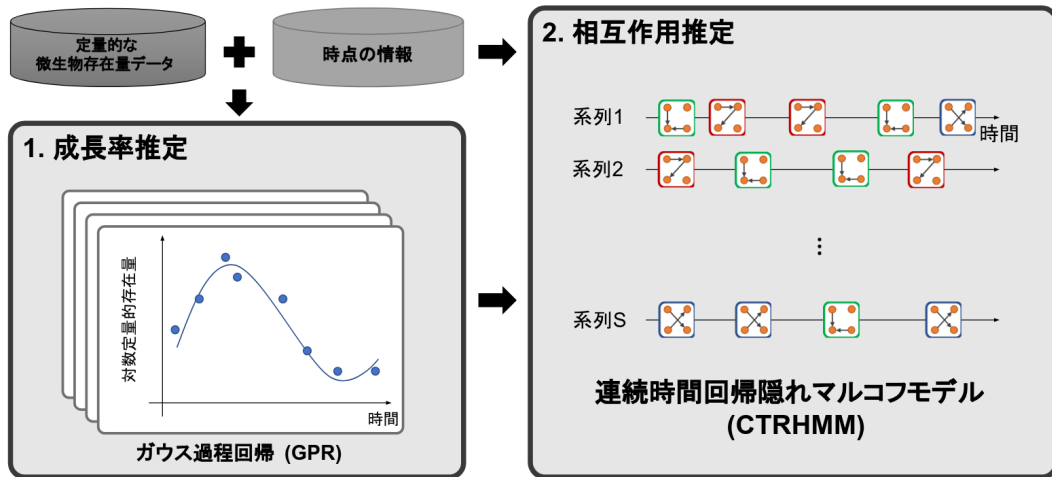 定量的な
微生物存在量データ
時点の情報
1. 成長率推定
対数定量的存在量
時間
ガウス過程回帰 (GPR)
2. 相互作用推定
系列1
時間
系列2
⋮
系列S
連続時間回帰隠れマルコフモデル
(CTRHMM)